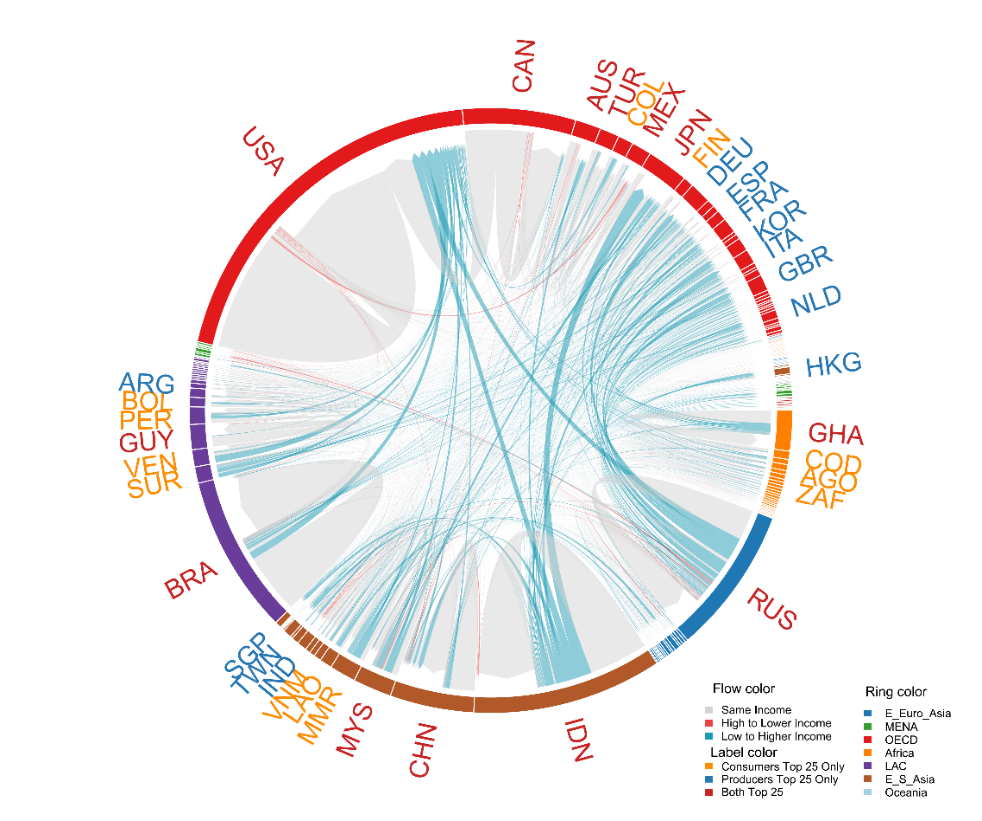 CAN
AUS
TUR
COL
MEX
JPN
FIN
DEU
ESP
FRA
KOR
ITA
GBR
NLD
HKG
GHA
COD
AGO
ZAF
RUS
IDN
CHN
MYS
MMR
LAO
VNM
IND
TWN
SGP
BRA
SUR
VEN
GUY
PER
BOL
ARG
USA
Flow color
Same Income
High to Lower Income
Low to Higher Income
Label color
Consumers Top 25 Only
Producers Top 25 Only
Both Top 25
Ring color
E_Euro_Asia
MENA
OECD
Africa
LAC
E_S_Asia
Oceania